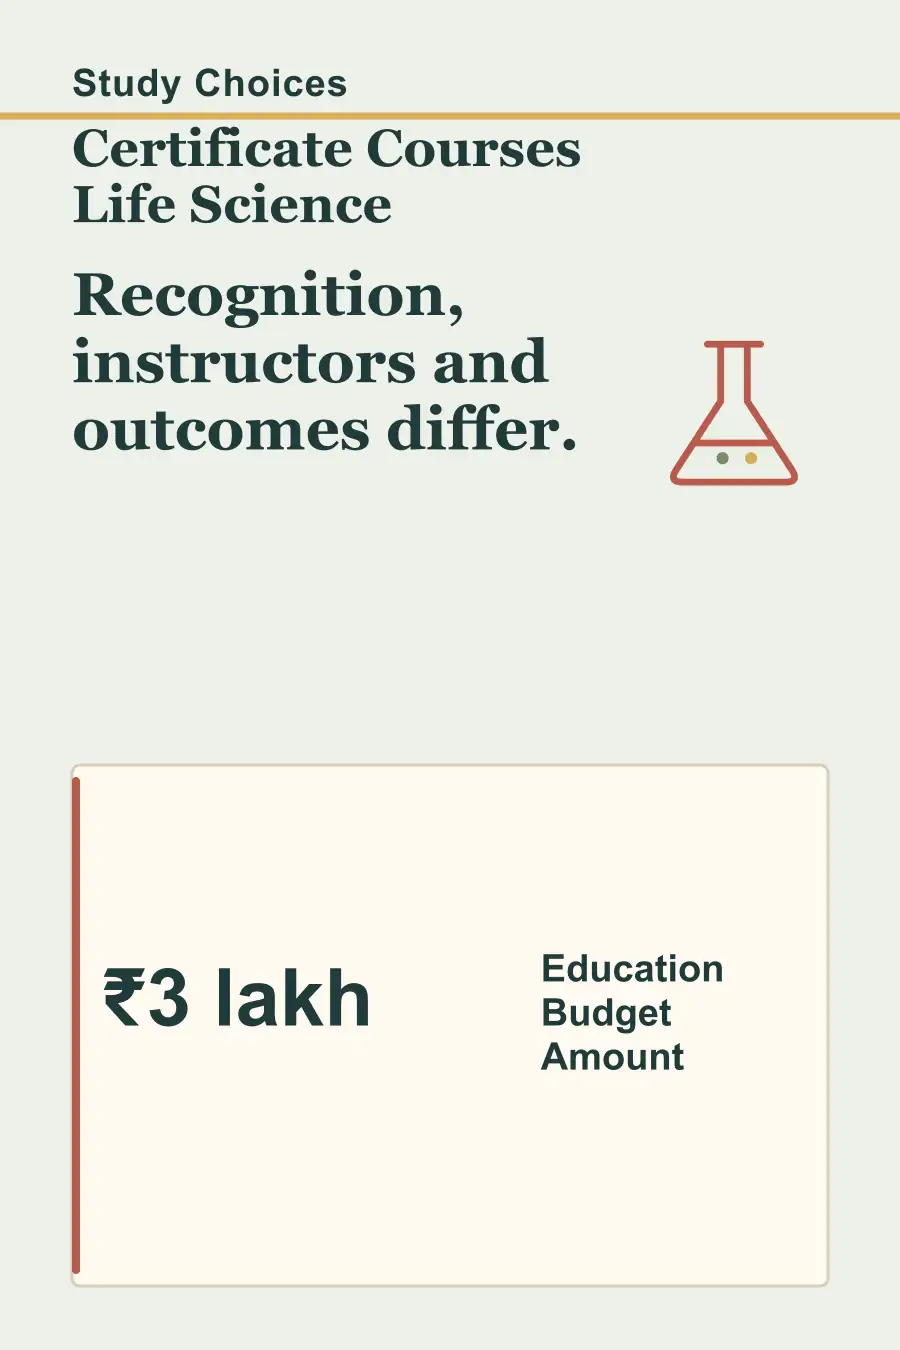 Study Choices
Certificate Courses
Life Science
Recognition,
instructors and
outcomes differ.
₹3 lakh
Education
Budget
Amount